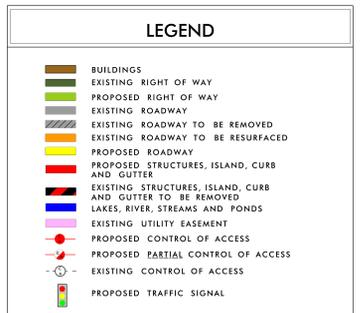 LEGEND
BUILDINGS
EXISTING RIGHT OF WAY
PROPOSED RIGHT OF WAY
EXISTING ROADWAY
EXISTING ROADWAY TO BE REMOVED
EXISTING ROADWAY TO BE RESURFACED
PROPOSED ROADWAY
PROPOSED STRUCTURES, ISLAND, CURB
AND GUTTER
EXISTING STRUCTURES, ISLAND, CURB
AND GUTTER TO BE REMOVED
LAKES, RIVER, STREAMS AND PONDS
EXISTING UTILITY EASEMENT
PROPOSED CONTROL OF ACCESS
PROPOSED PARTIAL CONTROL OF ACCESS
EXISTING CONTROL OF ACCESS
PROPOSED TRAFFIC SIGNAL